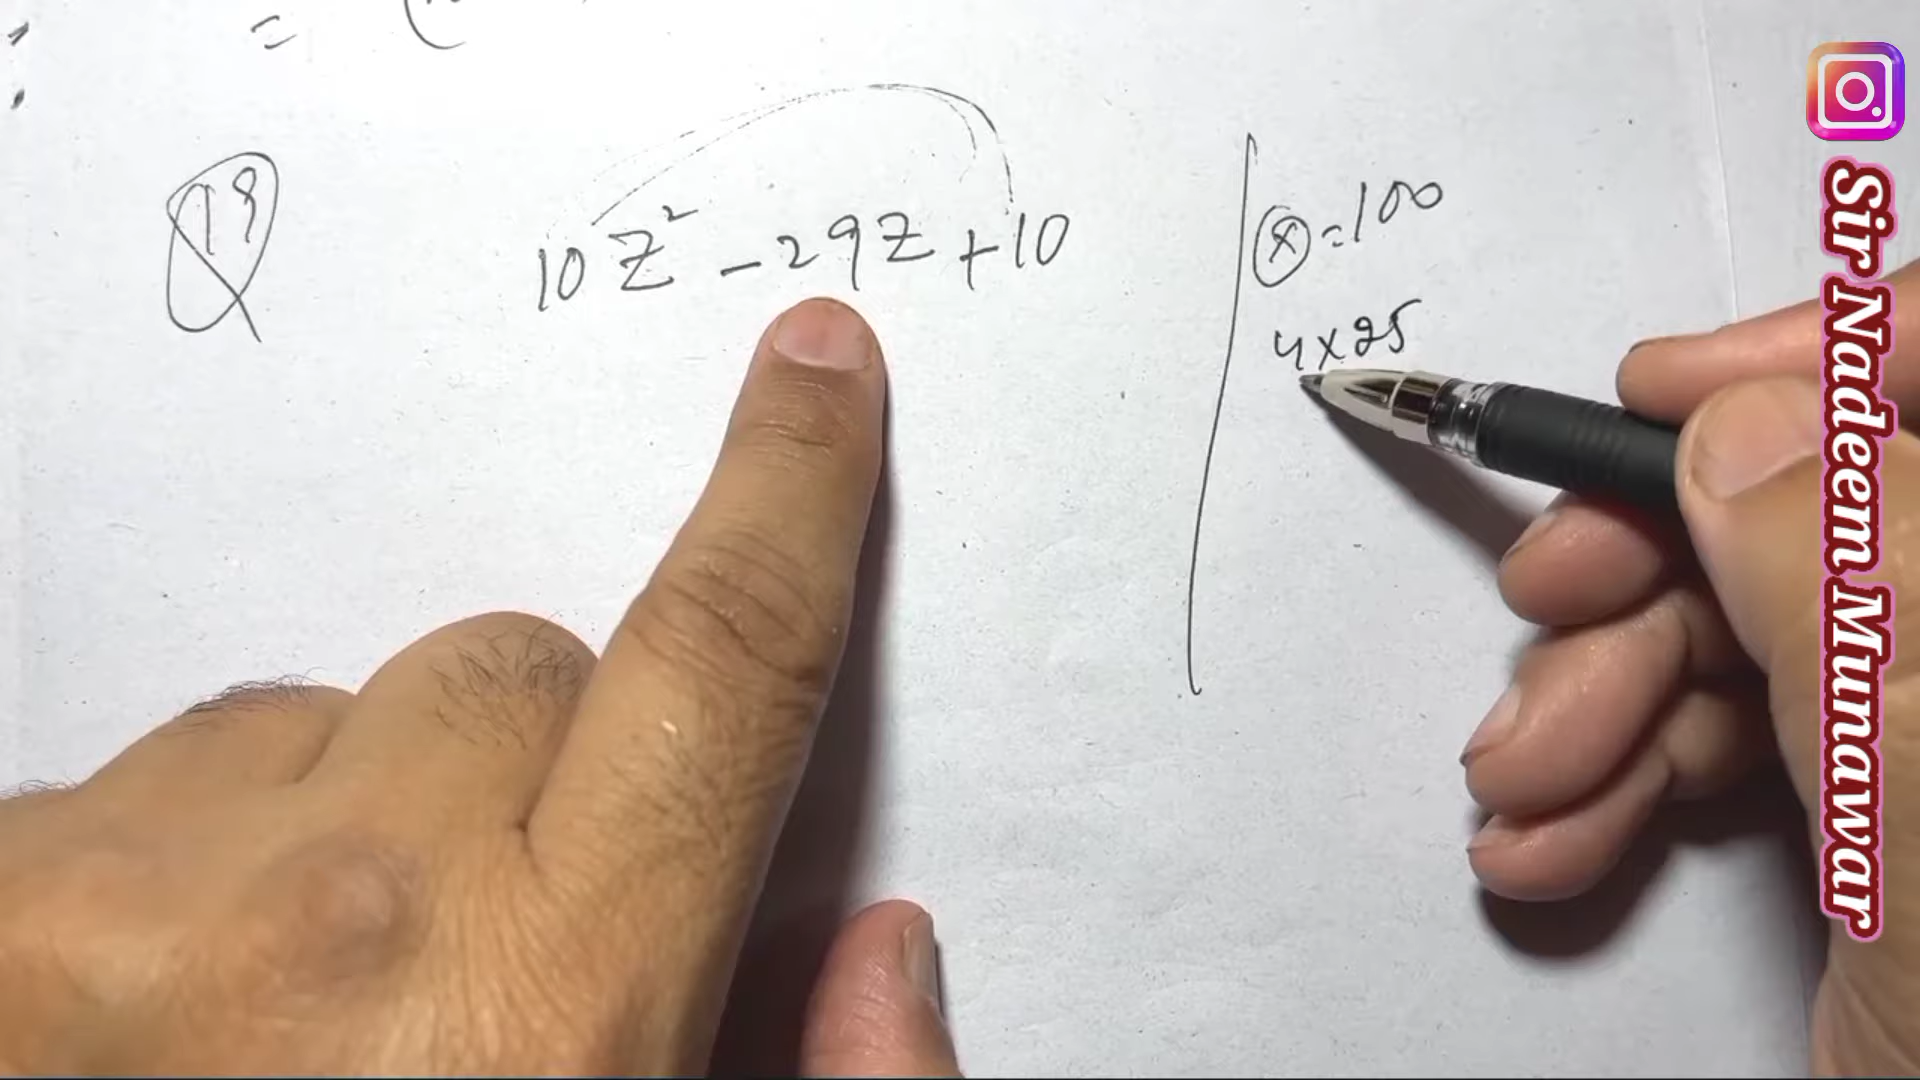 Q 19
10Z² - 29Z + 10
ⓧ = 100
4 x 25
Sir Nadeem Munawar